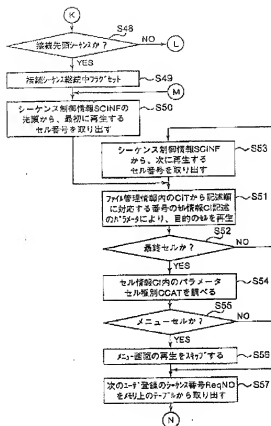 K
接続先頭シーケンスか?
S48
NO
L
YES
接続シーケンス継続中フラグセット
S49
M
シーケンス制御情報SCINFの
先頭から、最初に再生する
セル番号を取り出す
S50
シーケンス制御情報SCINF
から、次に再生する
セル番号を取り出す
S53
ファイル管理情報内のCITから記述順
に対応する番号のセル情報CI記述
のパラメータにより、目的のセルを再生
S51
最終セルか?
S52
NO
YES
セル情報CI内のパラメータ
セル種別CCATを調べる
S54
メニューセルか?
S55
NO
YES
メニュー画面の再生をスキップする
S56
次のユーザ登録のシーケンス番号ReqNO
をメモリ上のテーブルから取り出す
S57
N